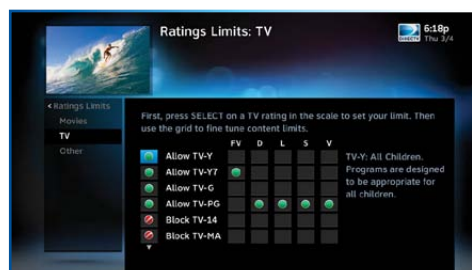 Ratings Limits: TV
DIRECTV
6:18p
Thu 3/4
<Ratings Limits
Movies
TV
Other
First, press SELECT on a TV rating in the scale to set your limit. Then
use the grid to fine tune content limits.
FV D L S V
Allow TV-Y
Allow TV-Y7
Allow TV-G
Allow TV-PG
Block TV-14
Block TV-MA
TV-Y: All Children.
Programs are designed
to be appropriate for
all children.